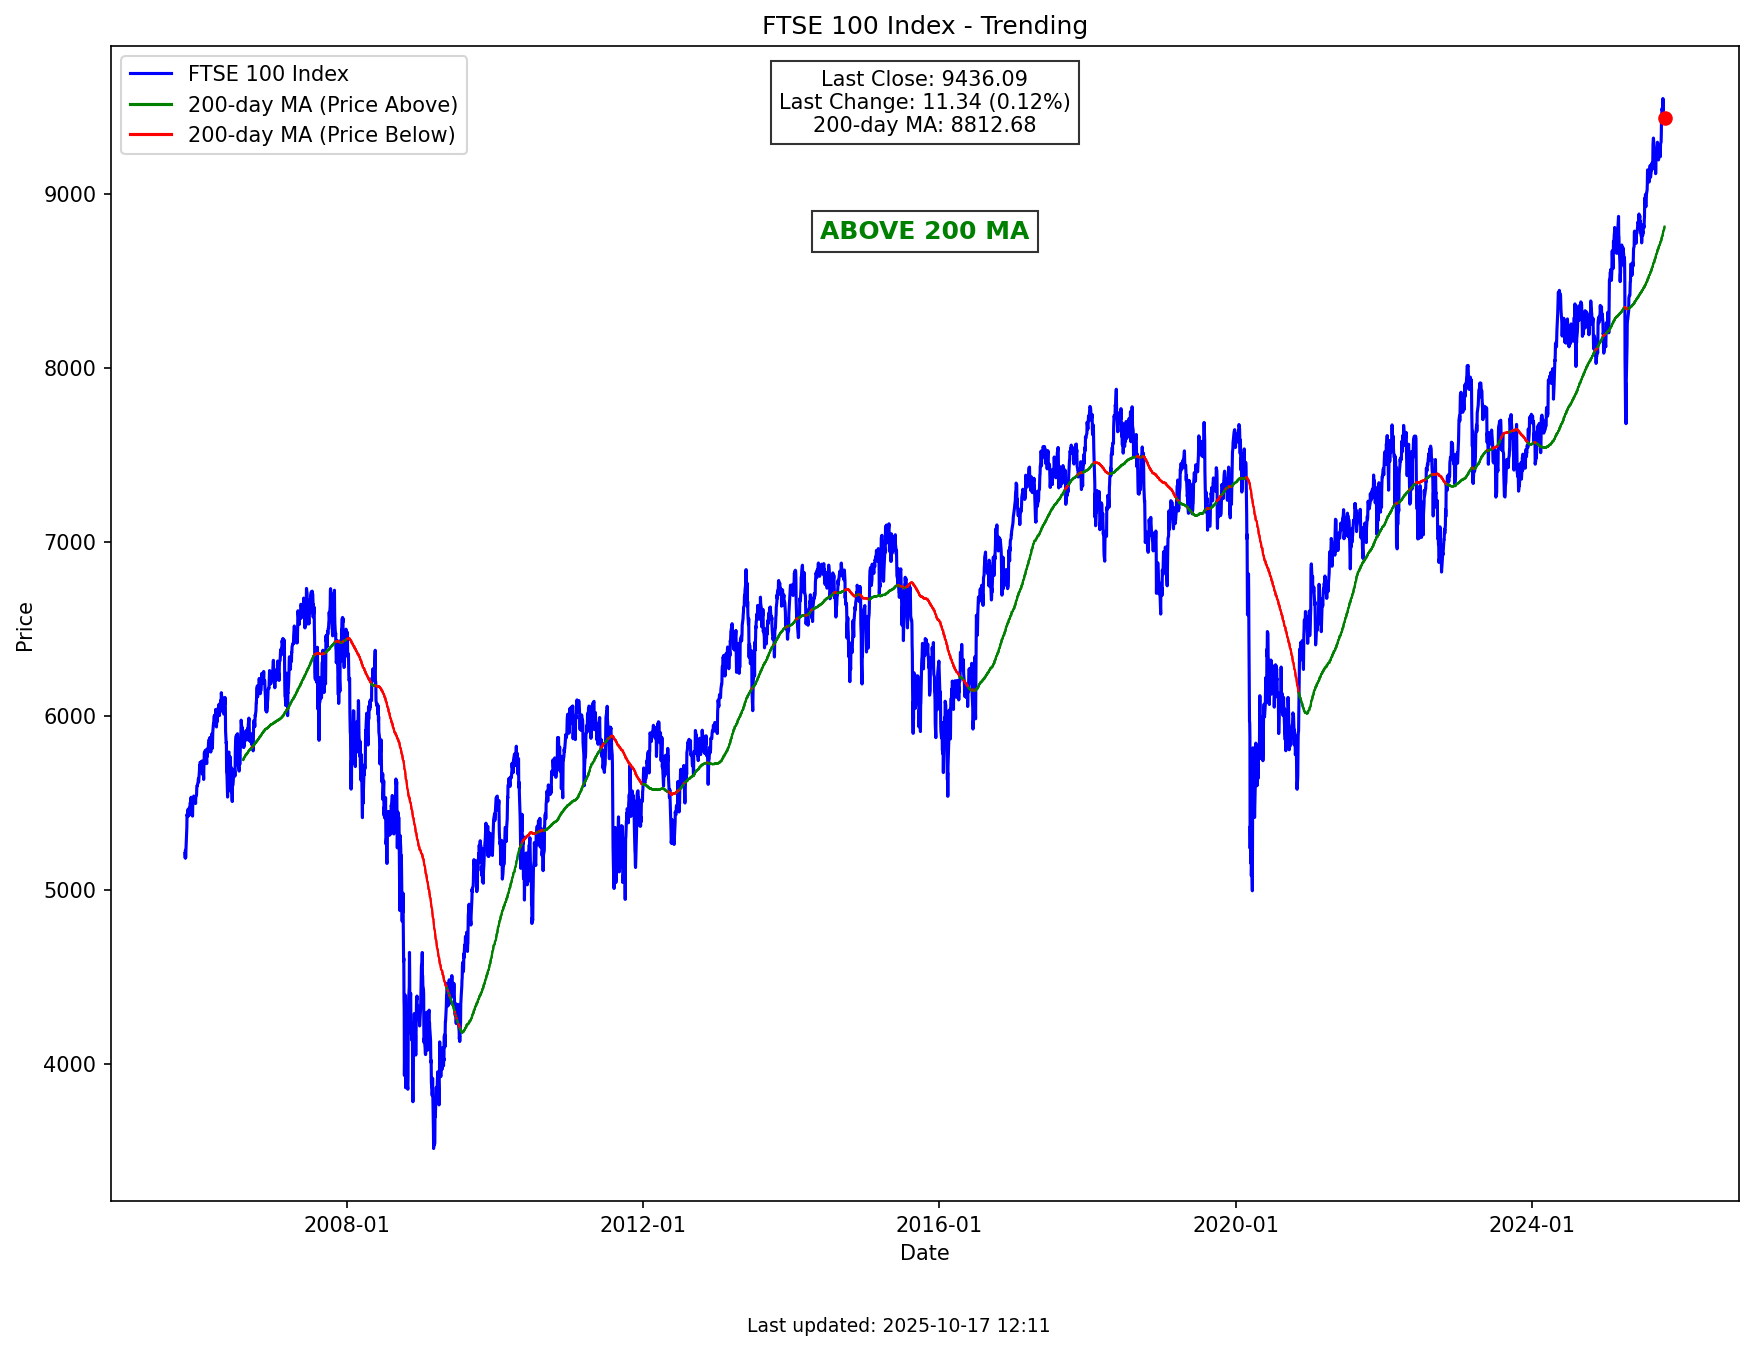 FTSE 100 Index - Trending
FTSE 100 Index
200-day MA (Price Above)
200-day MA (Price Below)
Last Close: 9436.09
Last Change: 11.34 (0.12%)
200-day MA: 8812.68
ABOVE 200 MA
Price
9000
8000
7000
6000
5000
4000
2008-01
2012-01
2016-01
2020-01
2024-01
Date
Last updated: 2025-10-17 12:11